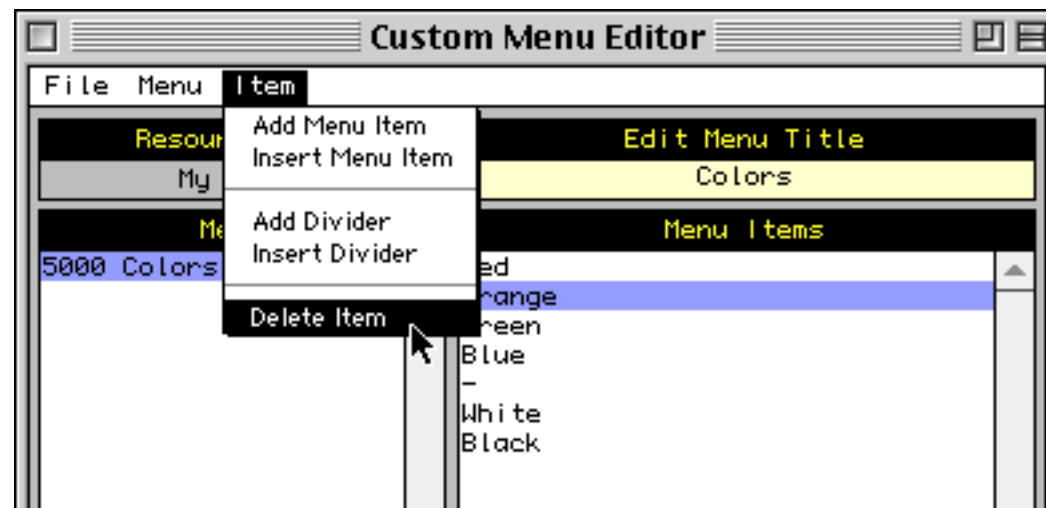 Custom Menu Editor
File Menu Item
Add Menu Item
Insert Menu Item
Add Divider
Insert Divider
Delete Item
My
Edit Menu Title
Colors
5000 Colors
Menu Items
Blue
-
White
Black